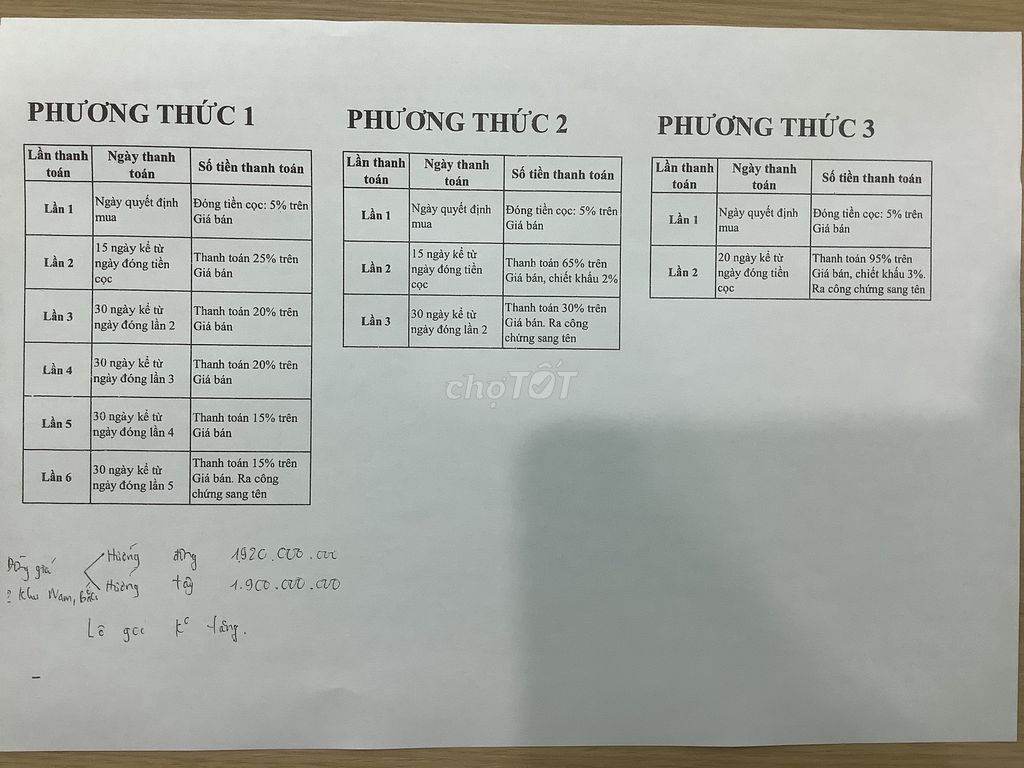 PHƯƠNG THỨC 1
Lần thanh toán | Ngày thanh toán | Số tiền thanh toán
Lần 1 | Ngày quyết định mua | Đóng tiền cọc: 5% trên Giá bán
Lần 2 | 15 ngày kể từ ngày đóng tiền cọc | Thanh toán 25% trên Giá bán
Lần 3 | 30 ngày kể từ ngày đóng lần 2 | Thanh toán 20% trên Giá bán
Lần 4 | 30 ngày kể từ ngày đóng lần 3 | Thanh toán 20% trên Giá bán
Lần 5 | 30 ngày kể từ ngày đóng lần 4 | Thanh toán 15% trên Giá bán
Lần 6 | 30 ngày kể từ ngày đóng lần 5 | Thanh toán 15% trên Giá bán. Ra công chứng sang tên
PHƯƠNG THỨC 2
Lần thanh toán | Ngày thanh toán | Số tiền thanh toán
Lần 1 | Ngày quyết định mua | Đóng tiền cọc: 5% trên Giá bán
Lần 2 | 15 ngày kể từ ngày đóng tiền cọc | Thanh toán 65% trên Giá bán, chiết khấu 2%
Lần 3 | 30 ngày kể từ ngày đóng lần 2 | Thanh toán 30% trên Giá bán. Ra công chứng sang tên
PHƯƠNG THỨC 3
Lần thanh toán | Ngày thanh toán | Số tiền thanh toán
Lần 1 | Ngày quyết định mua | Đóng tiền cọc: 5% trên Giá bán
Lần 2 | 20 ngày kể từ ngày đóng tiền cọc | Thanh toán 95% trên Giá bán, chiết khấu 3%. Ra công chứng sang tên
chợTỐT
Đồng giá
Hướng đông 1.920.000.000
Hướng tây 1.900.000.000
khu Nam, Bắc
Lô góc k tăng.